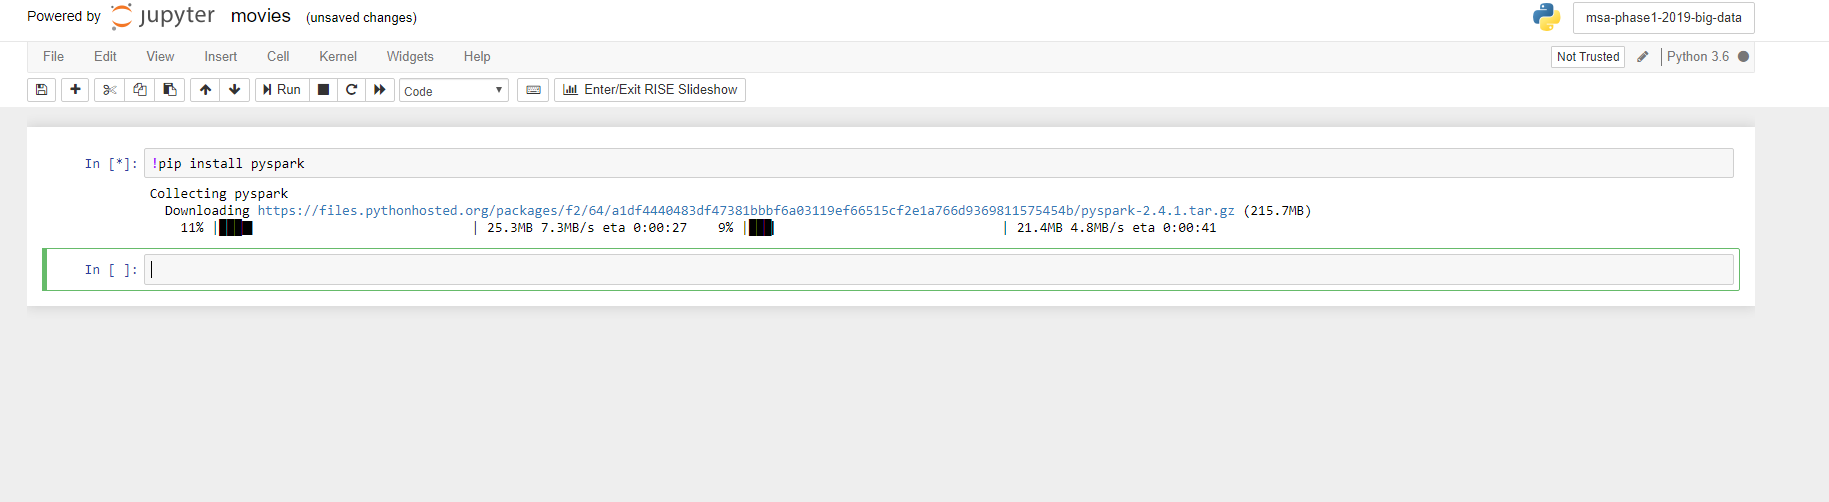 Powered by jupyter movies (unsaved changes) msa-phase1-2019-big-data
File Edit View Insert Cell Kernel Widgets Help Not Trusted Python 3.6
Run Code Enter/Exit RISE Slideshow
In [*]: !pip install pyspark
Collecting pyspark
Downloading https://files.pythonhosted.org/packages/f2/64/a1df4440483df47381bbbf6a03119ef66515cf2e1a766d9369811575454b/pyspark-2.4.1.tar.gz (215.7MB)
11% |████ | 25.3MB 7.3MB/s eta 0:00:27 9% |███ | 21.4MB 4.8MB/s eta 0:00:41
In [ ]: